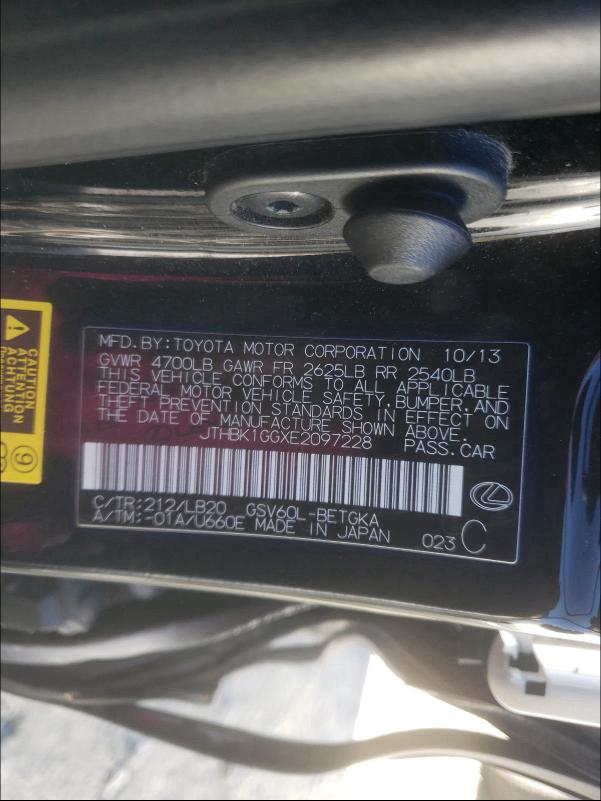 MFD.BY:TOYOTA MOTOR CORPORATION 10/13
GVWR 4700LB GAWR FR 2625LB RR 2540LB
THIS VEHICLE CONFORMS TO ALL APPLICABLE
FEDERAL MOTOR VEHICLE SAFETY,BUMPER,AND
THEFT PREVENTION STANDARDS IN EFFECT ON
THE DATE OF MANUFACTURE SHOWN ABOVE.
JTHBK1GGXE2097228 PASS.CAR
C/TR:212/LB20 GSV60L-BETGKA
A/TM:-01A/U660E MADE IN JAPAN 023 C
CAUTION
ATTENTION
ACHTUNG
9